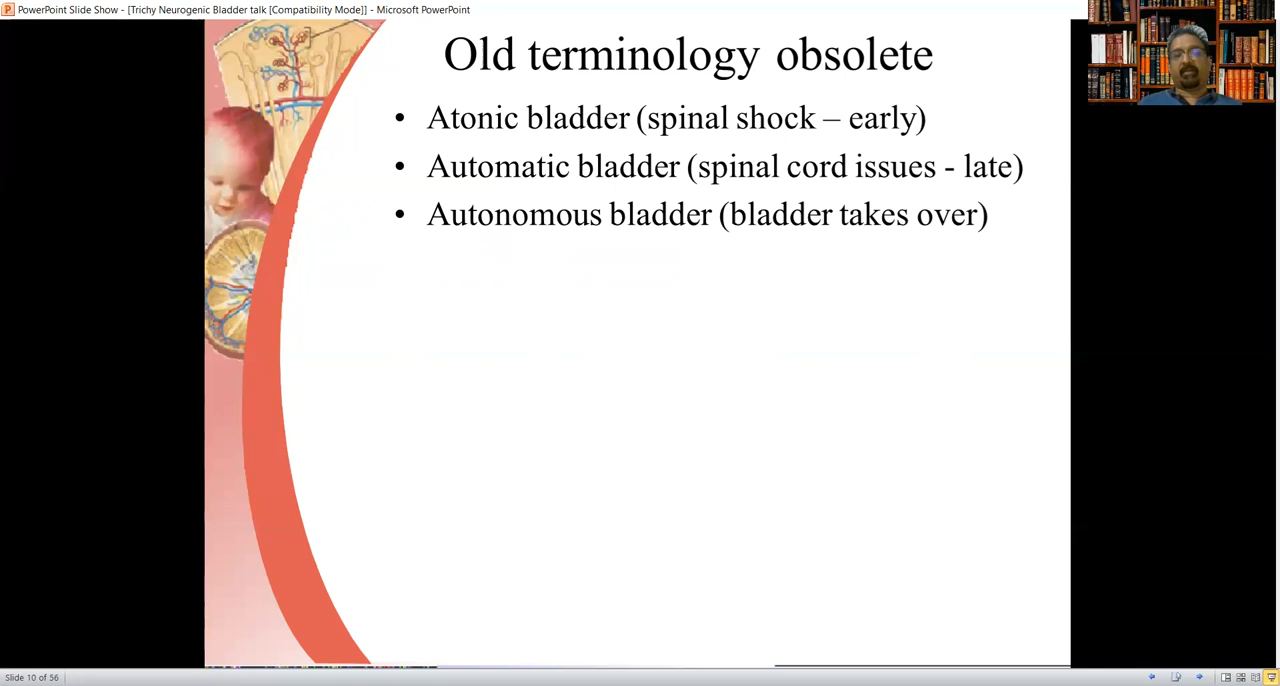 PowerPoint Slide Show - [Trichy Neurogenic Bladder talk [Compatibility Mode]] - Microsoft PowerPoint
Old terminology obsolete
• Atonic bladder (spinal shock – early)
• Automatic bladder (spinal cord issues - late)
• Autonomous bladder (bladder takes over)
Slide 10 of 56